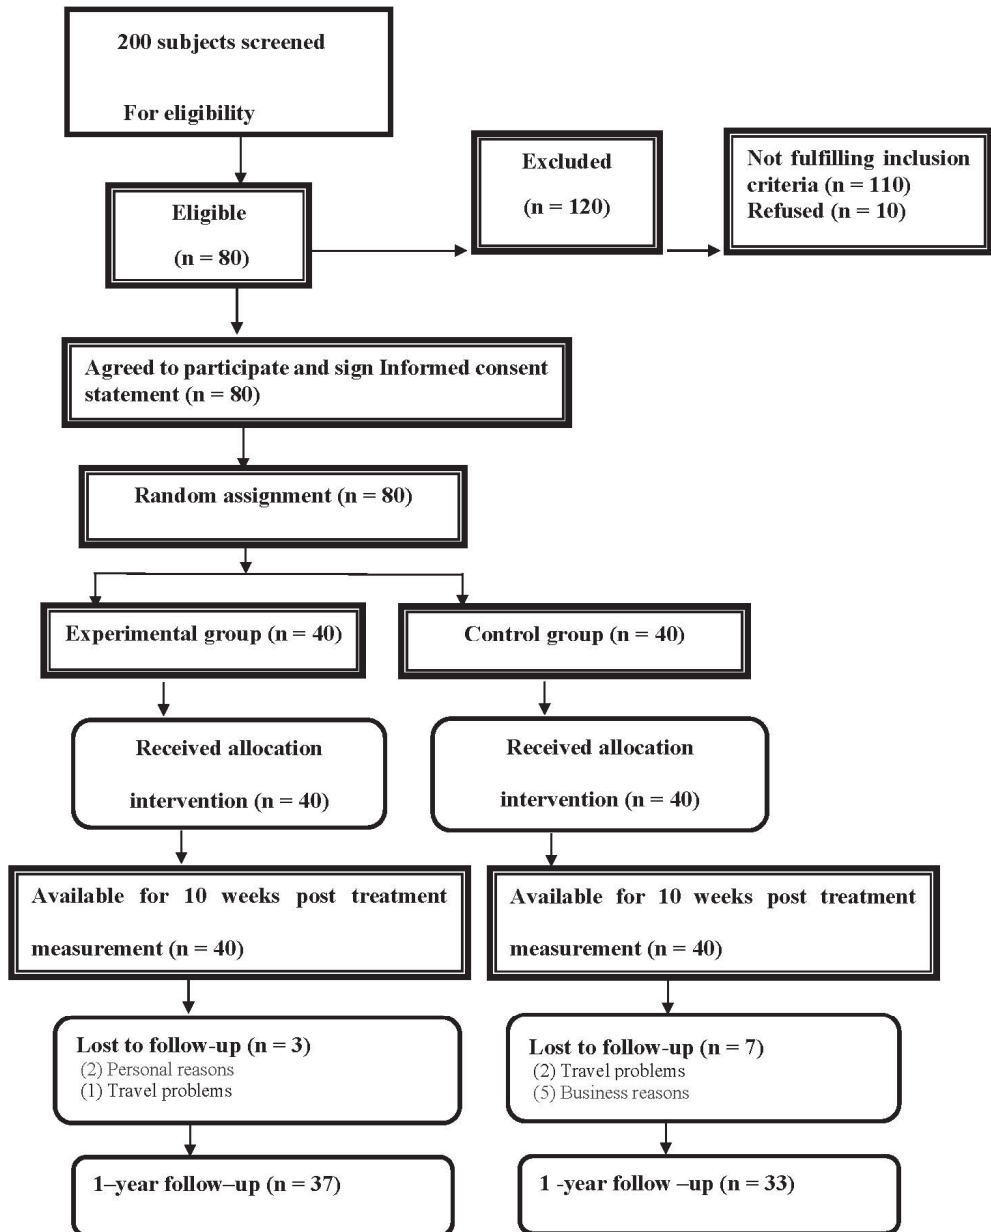 200 subjects screened
For eligibility
Excluded
(n = 120)
Not fulfilling inclusion
criteria (n = 110)
Refused (n = 10)
Eligible
(n = 80)
Agreed to participate and sign Informed consent
statement (n = 80)
Random assignment (n = 80)
Experimental group (n = 40)
Control group (n = 40)
Received allocation
intervention (n = 40)
Received allocation
intervention (n = 40)
Available for 10 weeks post treatment
measurement (n = 40)
Available for 10 weeks post treatment
measurement (n = 40)
Lost to follow-up (n = 3)
(2) Personal reasons
(1) Travel problems
Lost to follow-up (n = 7)
(2) Travel problems
(5) Business reasons
1–year follow–up (n = 37)
1 -year follow –up (n = 33)